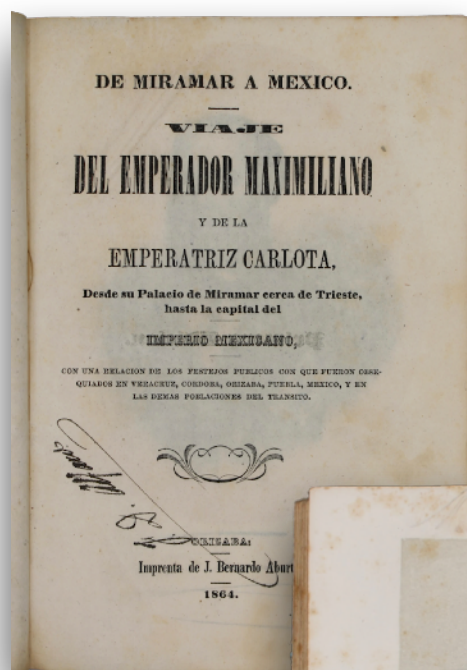 DE MIRAMAR A MEXICO.
VIAJE
DEL EMPERADOR MAXIMILIANO
Y DE LA
EMPERATRIZ CARLOTA,
Desde su Palacio de Miramar cerca de Trieste,
hasta la capital del
IMPERIO MEXICANO,
CON UNA RELACION DE LOS FESTEJOS PUBLICOS CON QUE FUERON OBSE-
QUIADOS EN VERACRUZ, CORDOBA, ORIZABA, PUEBLA, MEXICO, Y EN
LAS DEMAS POBLACIONES DEL TRANSITO.
ORIZABA:
Imprenta de J. Bernardo
1864.